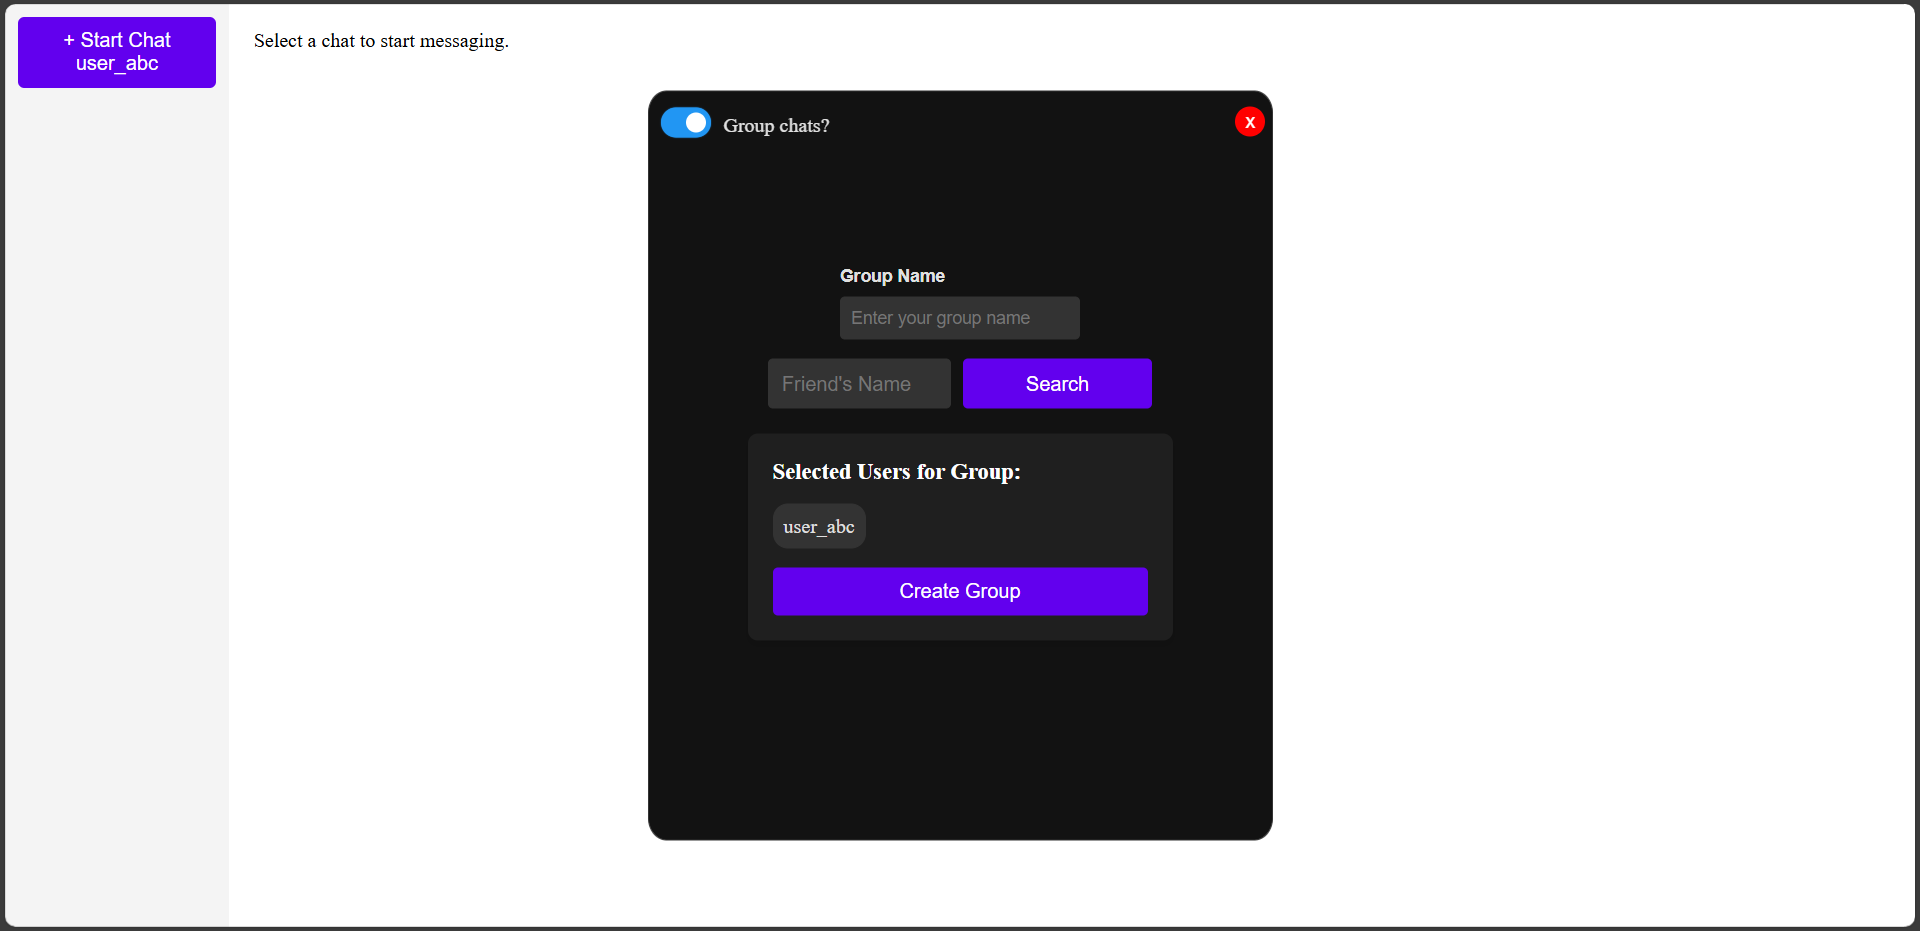 + Start Chat
user_abc
Select a chat to start messaging.
Group chats?
X
Group Name
Enter your group name
Friend's Name
Search
Selected Users for Group:
user_abc
Create Group